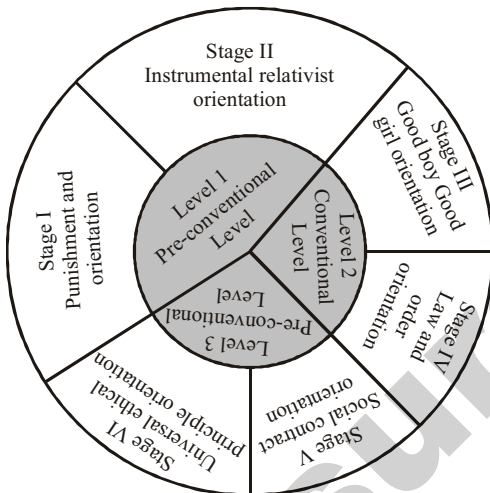 Stage I
Punishment and
orientation
Stage II
Instrumental relativist
orientation
Stage III
Good boy Good
girl orientation
Stage IV
Law and
order
orientation
Stage V
Social contract
orientation
Stage VI
Universal ethical
principle orientation
Level 1
Pre-conventional
Level
Level 2
Conventional
Level
Level 3
Pre-conventional
Level